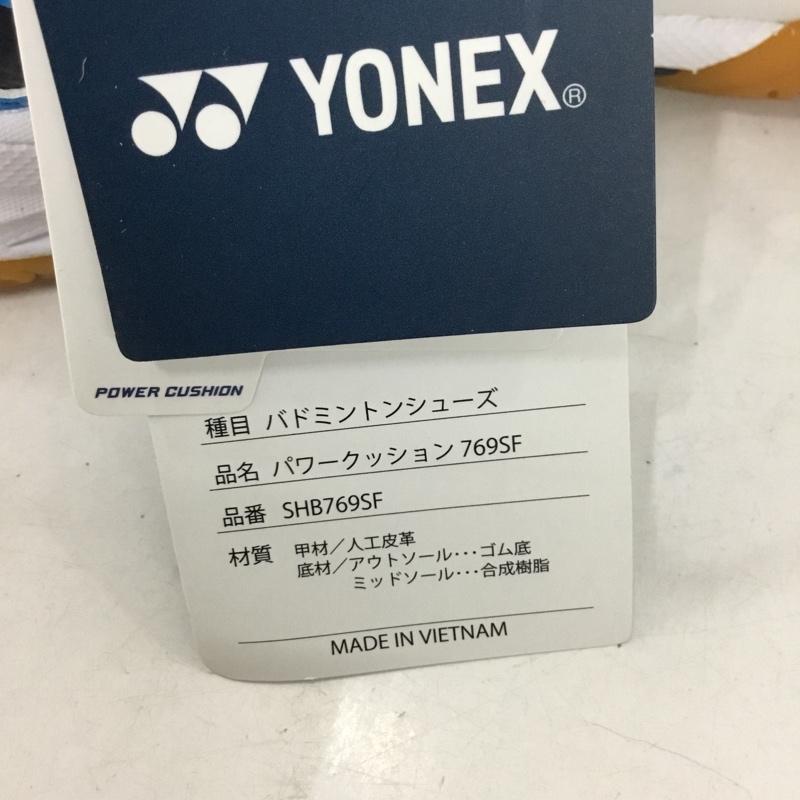 YONEX®
POWER CUSHION
種目 バドミントンシューズ
品名 パワークッション 769SF
品番 SHB769SF
材質 甲材／人工皮革
底材／アウトソール･･･ゴム底
ミッドソール･･･合成樹脂
MADE IN VIETNAM